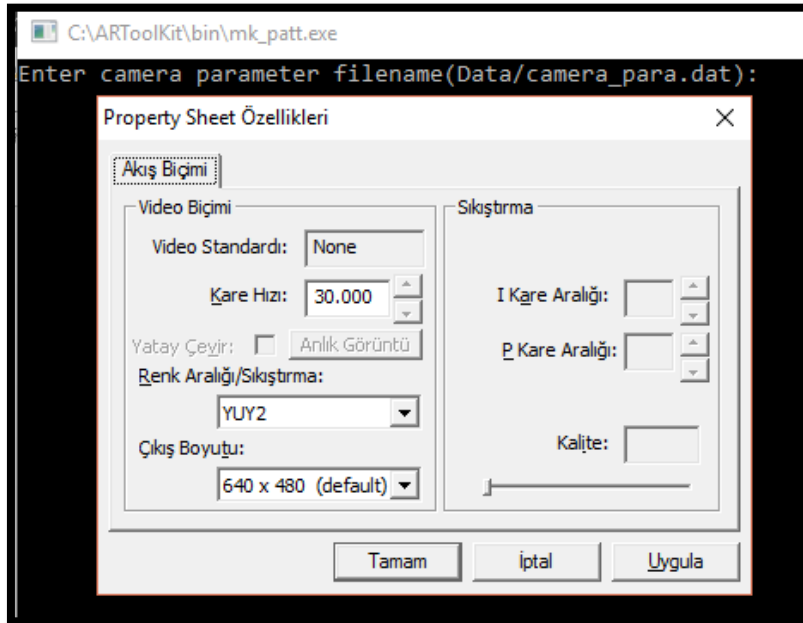 C:\ARToolKit\bin\mk_patt.exe
Enter camera parameter filename(Data/camera_para.dat):
Property Sheet Özellikleri
Akış Biçimi
Video Biçimi
Video Standardı: None
Kare Hızı: 30.000
Yatay Çevir: Anlık Görüntü
Renk Aralığı/Sıkıştırma:
YUY2
Çıkış Boyutu:
640 x 480 (default)
Sıkıştırma
I Kare Aralığı:
P Kare Aralığı:
Kalite:
Tamam İptal Uygula